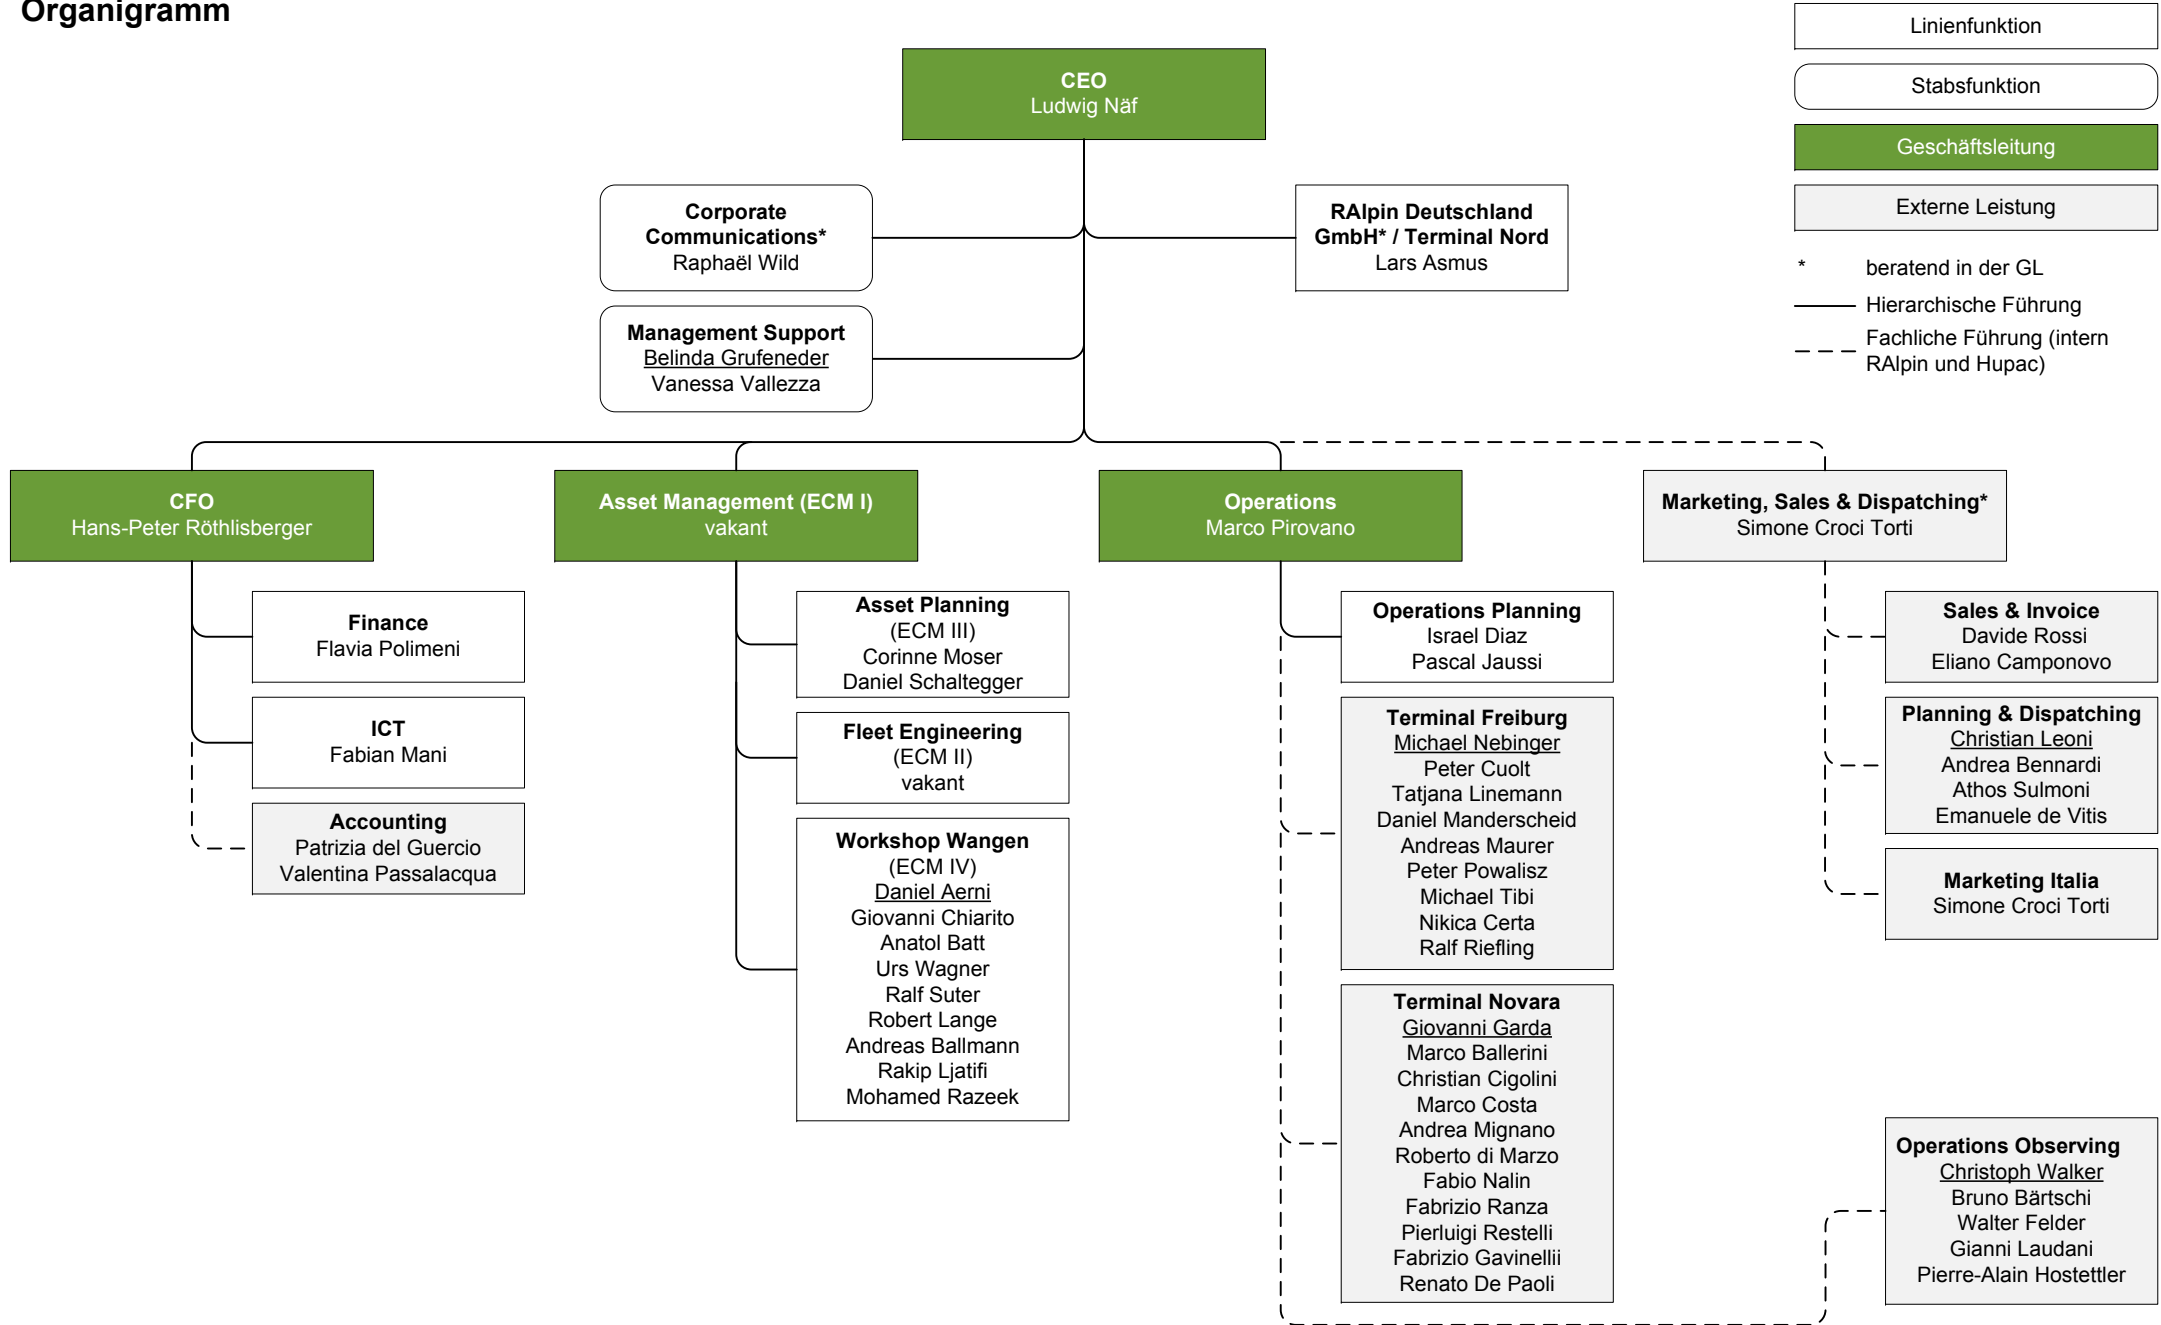 Organigramm
Linienfunktion
Stabsfunktion
Geschäftsleitung
Externe Leistung
* beratend in der GL
Hierarchische Führung
Fachliche Führung (intern
RAlpin und Hupac)
CEO
Ludwig Näf
Corporate
Communications*
Raphaël Wild
RAlpin Deutschland
GmbH* / Terminal Nord
Lars Asmus
Management Support
Belinda Grufeneder
Vanessa Vallezza
CFO
Hans-Peter Röthlisberger
Asset Management (ECM I)
vakant
Operations
Marco Pirovano
Marketing, Sales & Dispatching*
Simone Croci Torti
Finance
Flavia Polimeni
ICT
Fabian Mani
Accounting
Patrizia del Guercio
Valentina Passalacqua
Asset Planning
(ECM III)
Corinne Moser
Daniel Schaltegger
Fleet Engineering
(ECM II)
vakant
Workshop Wangen
(ECM IV)
Daniel Aerni
Giovanni Chiarito
Anatol Batt
Urs Wagner
Ralf Suter
Robert Lange
Andreas Ballmann
Rakip Ljatifi
Mohamed Razeek
Operations Planning
Israel Diaz
Pascal Jaussi
Terminal Freiburg
Michael Nebinger
Peter Cuolt
Tatjana Linemann
Daniel Manderscheid
Andreas Maurer
Peter Powalisz
Michael Tibi
Nikica Certa
Ralf Riefling
Terminal Novara
Giovanni Garda
Marco Ballerini
Christian Cigolini
Marco Costa
Andrea Mignano
Roberto di Marzo
Fabio Nalin
Fabrizio Ranza
Pierluigi Restelli
Fabrizio Gavinellii
Renato De Paoli
Sales & Invoice
Davide Rossi
Eliano Camponovo
Planning & Dispatching
Christian Leoni
Andrea Bennardi
Athos Sulmoni
Emanuele de Vitis
Marketing Italia
Simone Croci Torti
Operations Observing
Christoph Walker
Bruno Bärtschi
Walter Felder
Gianni Laudani
Pierre-Alain Hostettler